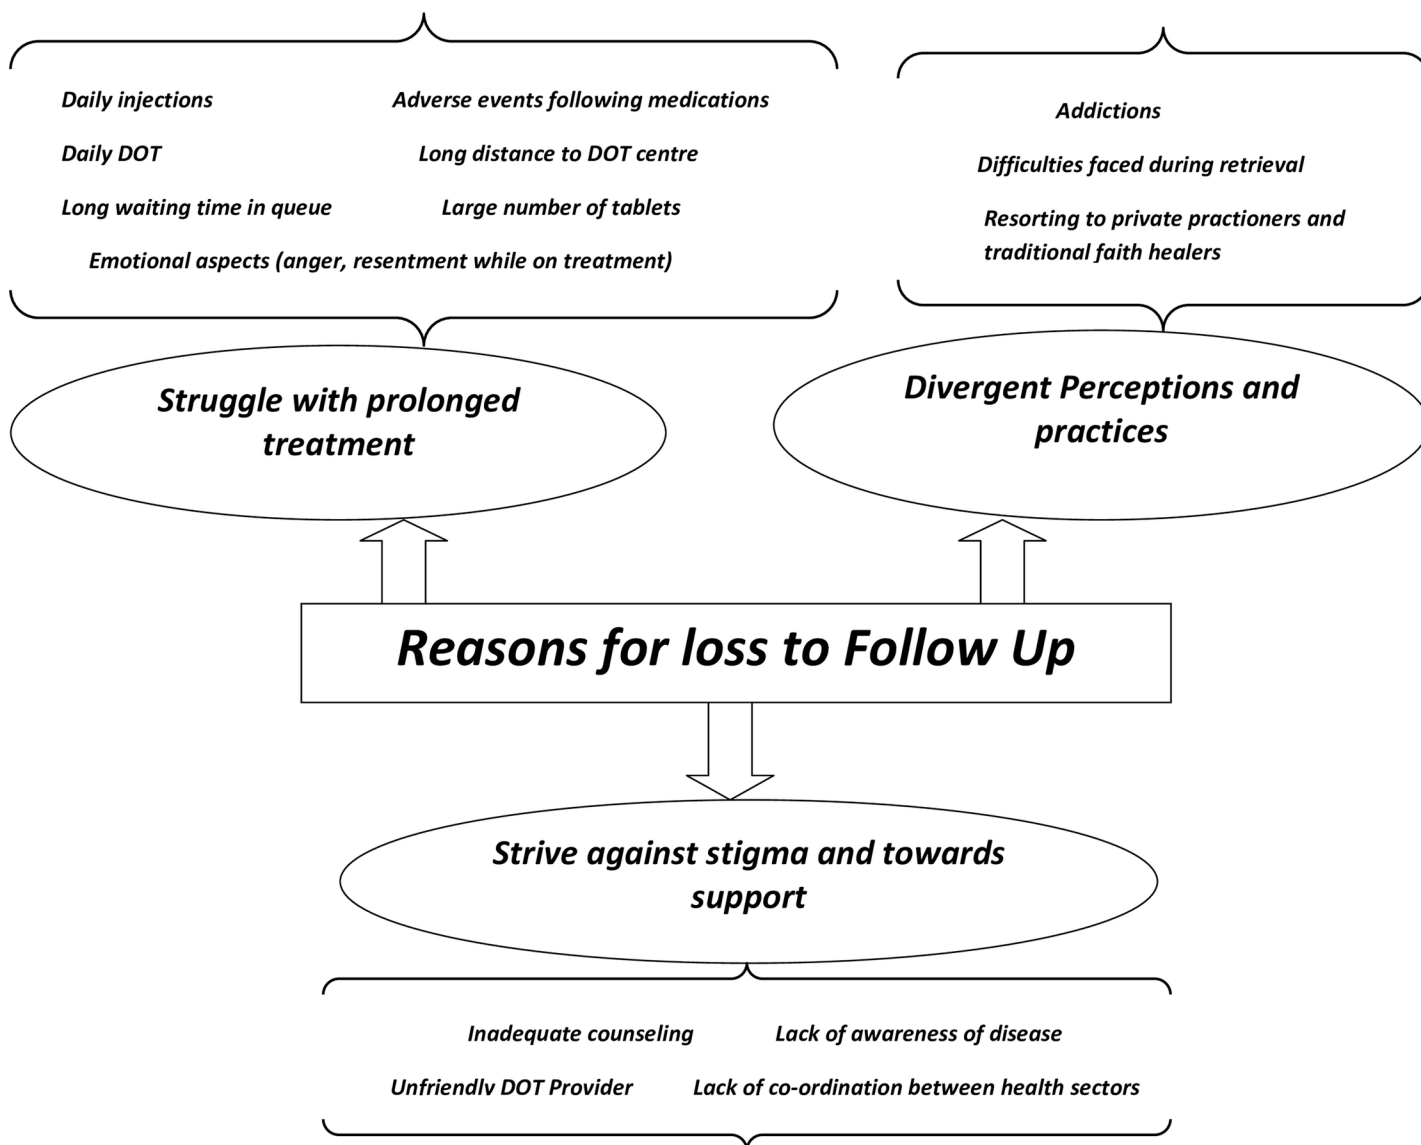 Daily injections Adverse events following medications
Daily DOT Long distance to DOT centre
Long waiting time in queue Large number of tablets
Emotional aspects (anger, resentment while on treatment)
Addictions
Difficulties faced during retrieval
Resorting to private practioners and
traditional faith healers
Struggle with prolonged
treatment
Divergent Perceptions and
practices
Reasons for loss to Follow Up
Strive against stigma and towards
support
Inadequate counseling Lack of awareness of disease
Unfriendly DOT Provider Lack of co-ordination between health sectors